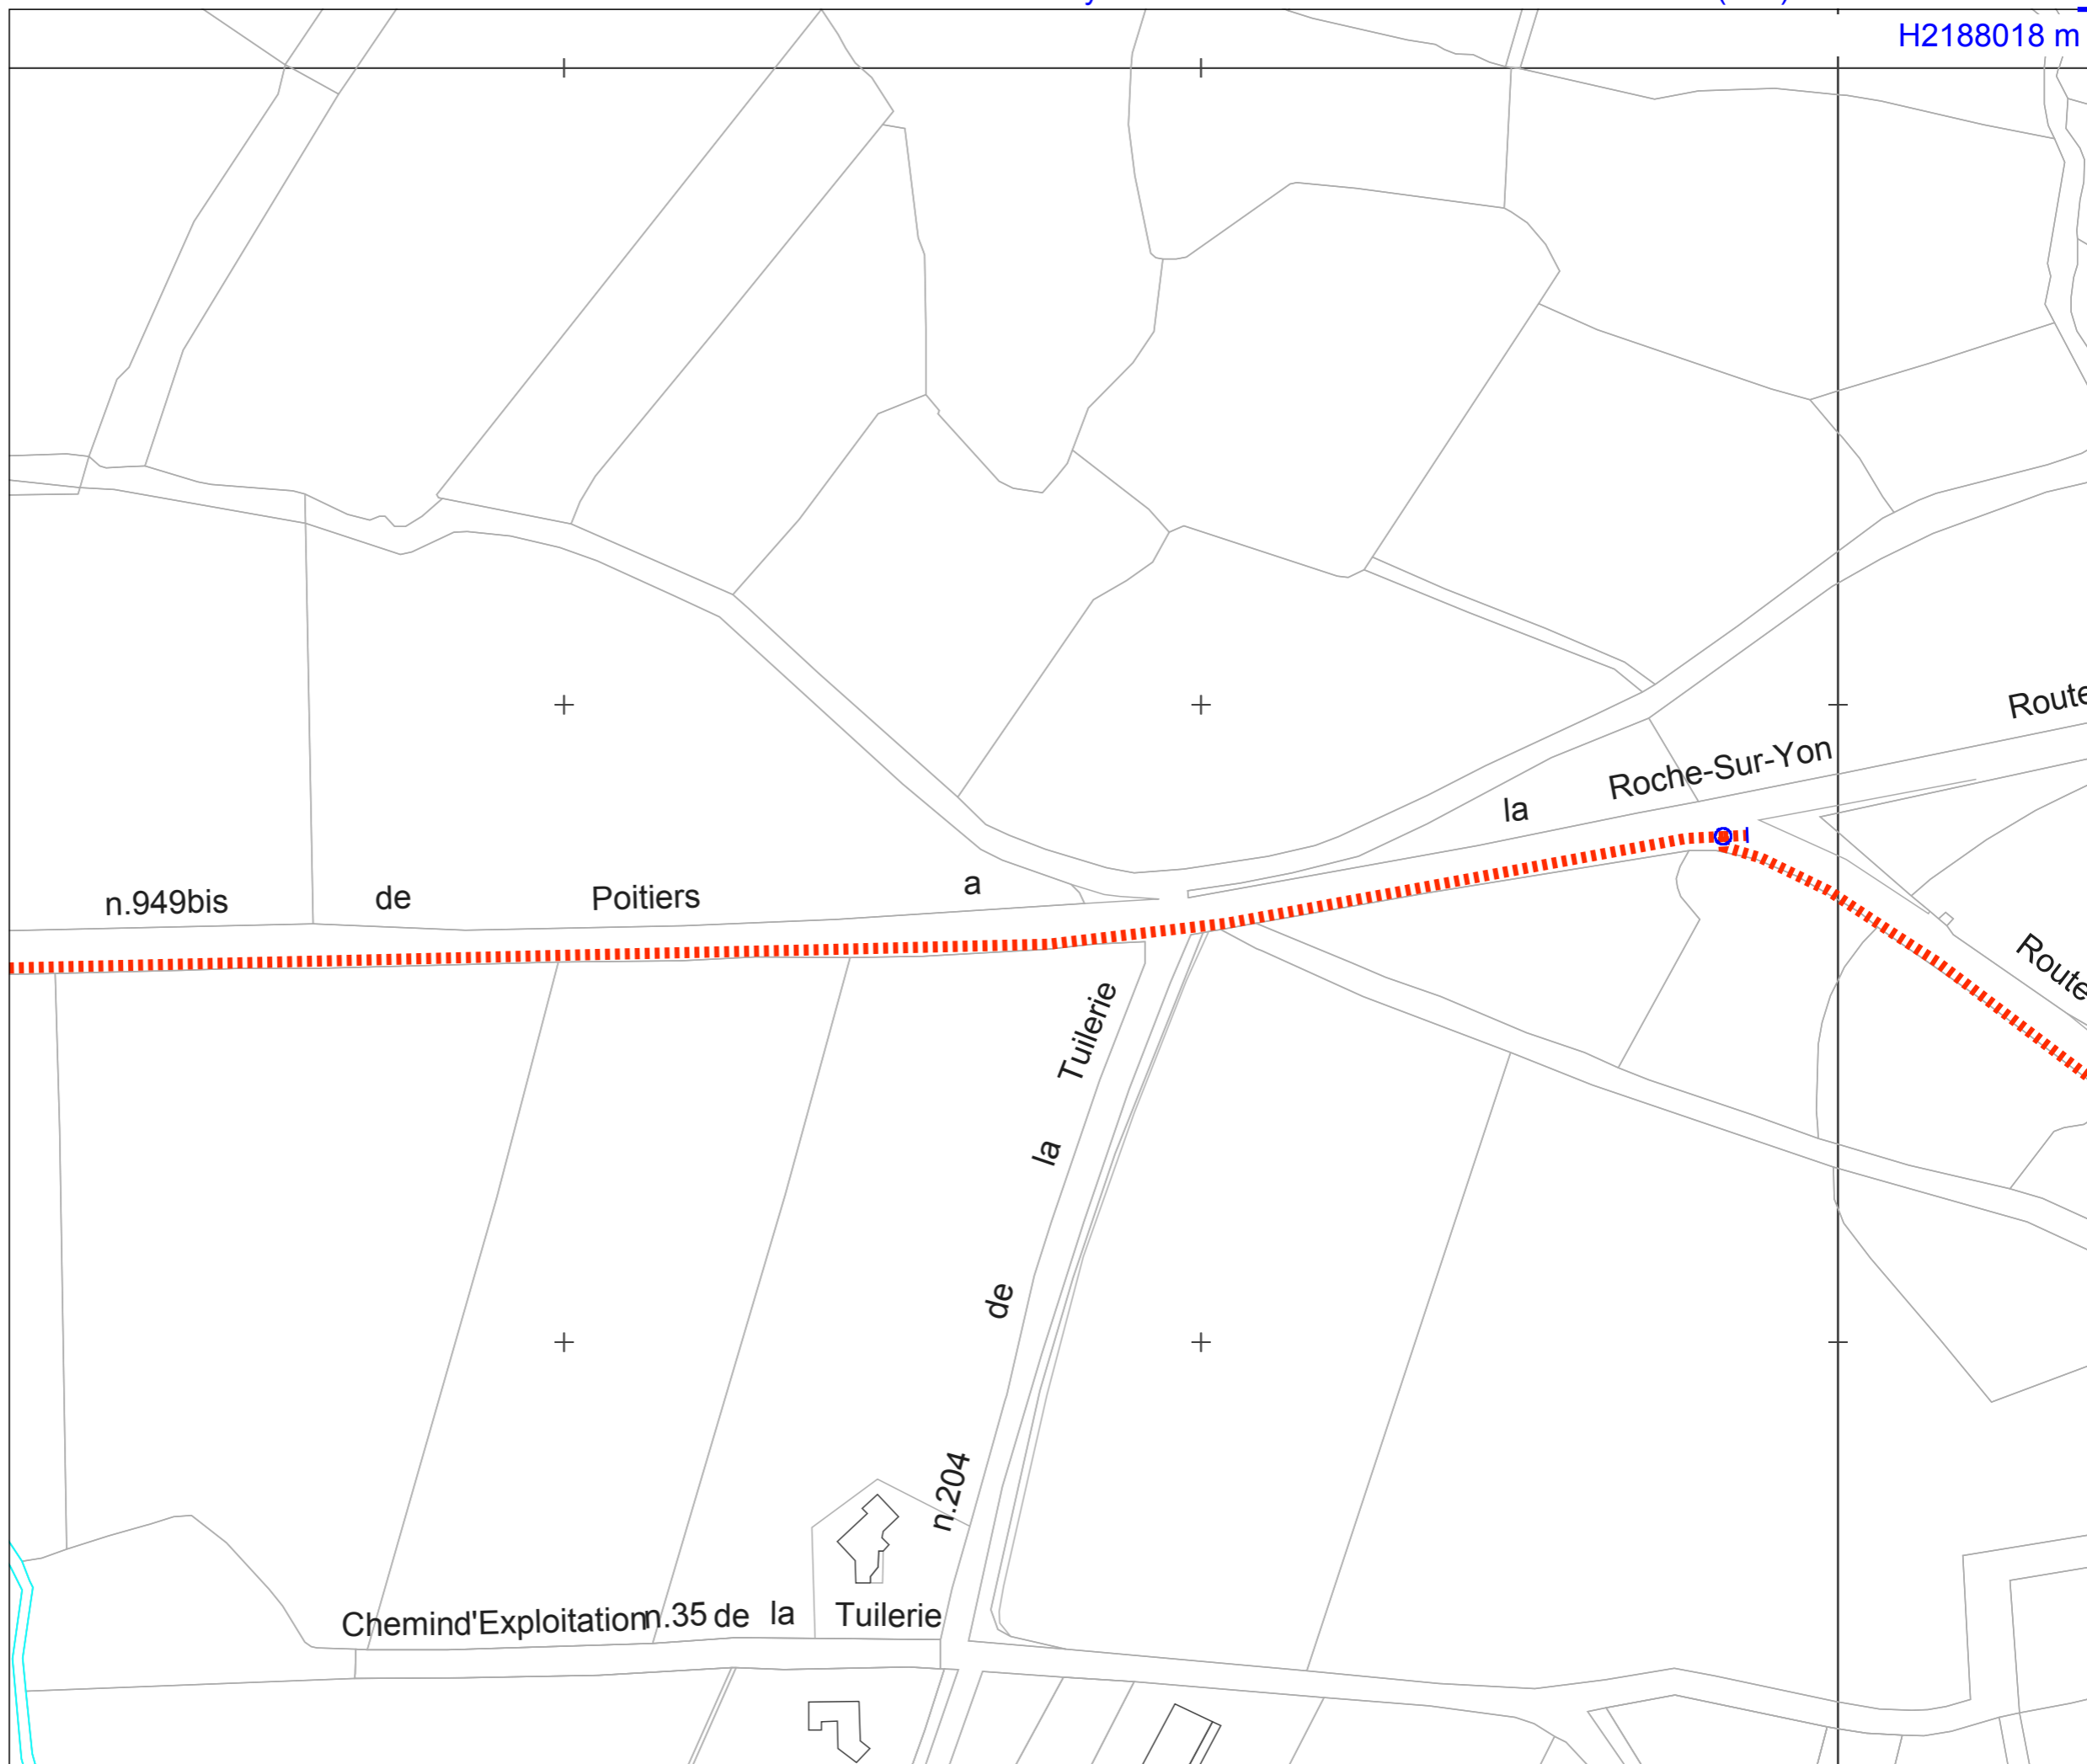 H2188018 m
Route
Roche-Sur-Yon
la
a
Poitiers
de
n.949bis
Route
Tuilerie
la
de
n.204
Chemind'Exploitation n.35 de la Tuilerie